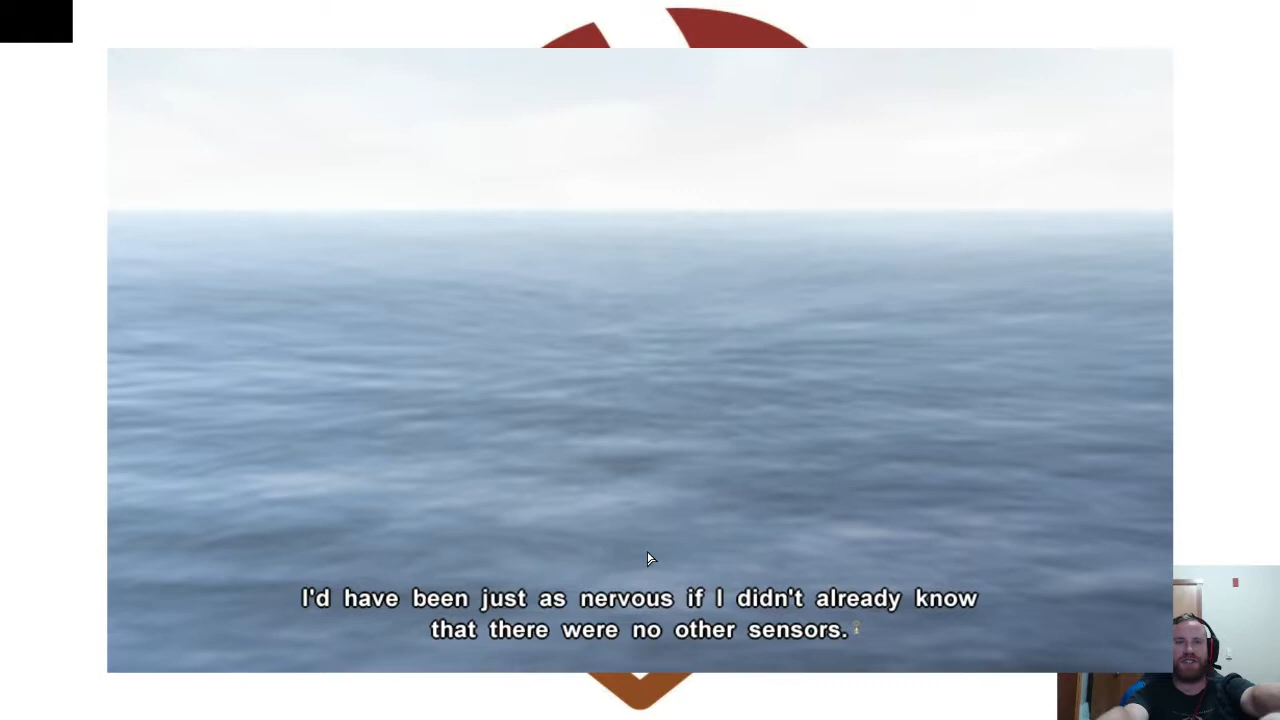 I'd have been just as nervous if I didn't already know
that there were no other sensors.